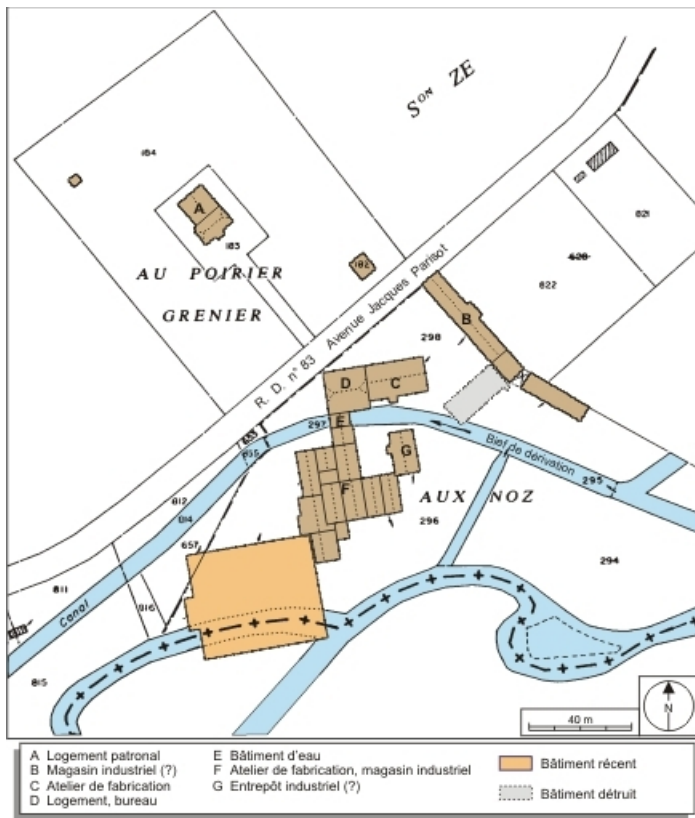 S^ON ZE
184
A
183
AU POIRIER
GRENIER
182
R. D. n° 83 Avenue Jacques Parisot
821
628
822
B
298
D
C
E
297
G
655
Bief de dérivation
295
F
AUX NOZ
296
812
814
657
294
811
816
Canal
815
N
40 m
A Logement patronal
B Magasin industriel (?)
C Atelier de fabrication
D Logement, bureau
E Bâtiment d'eau
F Atelier de fabrication, magasin industriel
G Entrepôt industriel (?)
Bâtiment récent
Bâtiment détruit